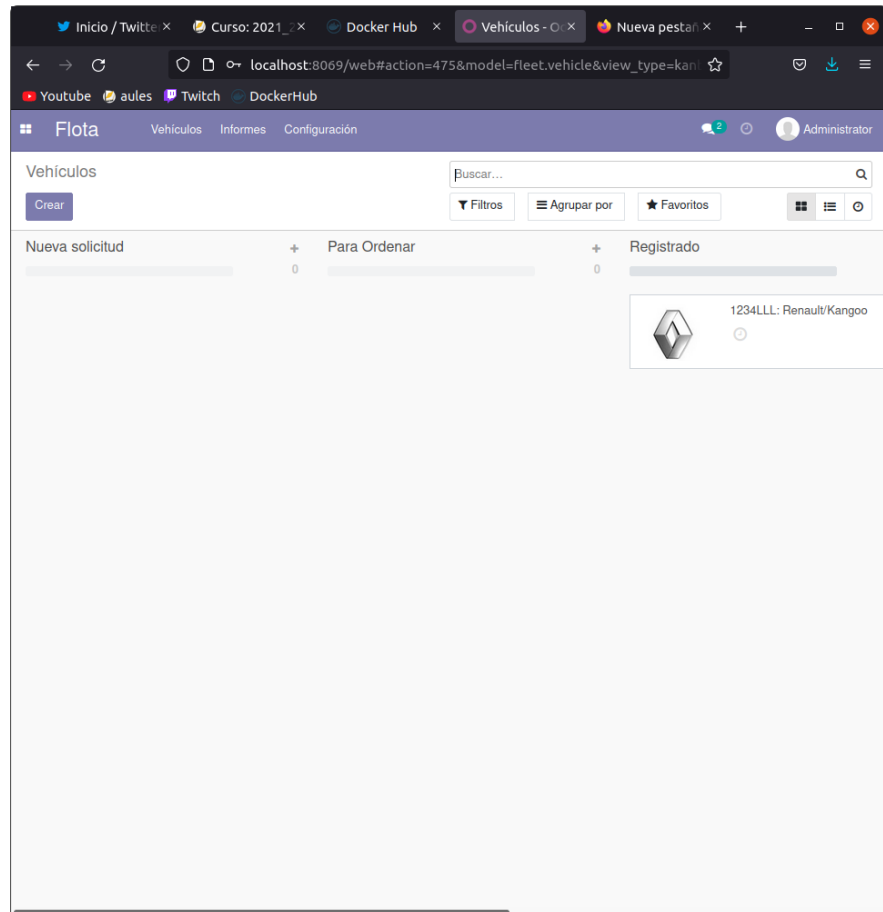 Inicio / Twitte Curso: 2021_2 Docker Hub Vehículos - O Nueva pestañ
localhost:8069/web#action=475&model=fleet.vehicle&view_type=kan
Youtube aules Twitch DockerHub
Flota Vehículos Informes Configuración 2 Administrator
Vehículos Buscar...
Crear Filtros Agrupar por Favoritos
Nueva solicitud + Para Ordenar + Registrado
0 0
1234LLL: Renault/Kangoo